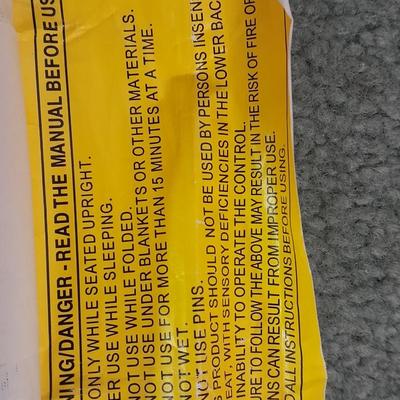 NING/DANGER - READ THE MANUAL BEFORE US
ONLY WHILE SEATED UPRIGHT.
ER USE WHILE SLEEPING.
NOT USE WHILE FOLDED.
NOT USE UNDER BLANKETS OR OTHER MATERIALS.
NOT USE FOR MORE THAN 15 MINUTES AT A TIME.
NOT WET.
NOT USE PINS.
S PRODUCT SHOULD NOT BE USED BY PERSONS INSEN
EAT, WITH SENSORY DEFICIENCIES IN THE LOWER BAC
INABILITY TO OPERATE THE CONTROL.
URE TO FOLLOW THE ABOVE MAY RESULT IN THE RISK OF FIRE OF
NS CAN RESULT FROM IMPROPER USE.
D ALL INSTRUCTIONS BEFORE USING.